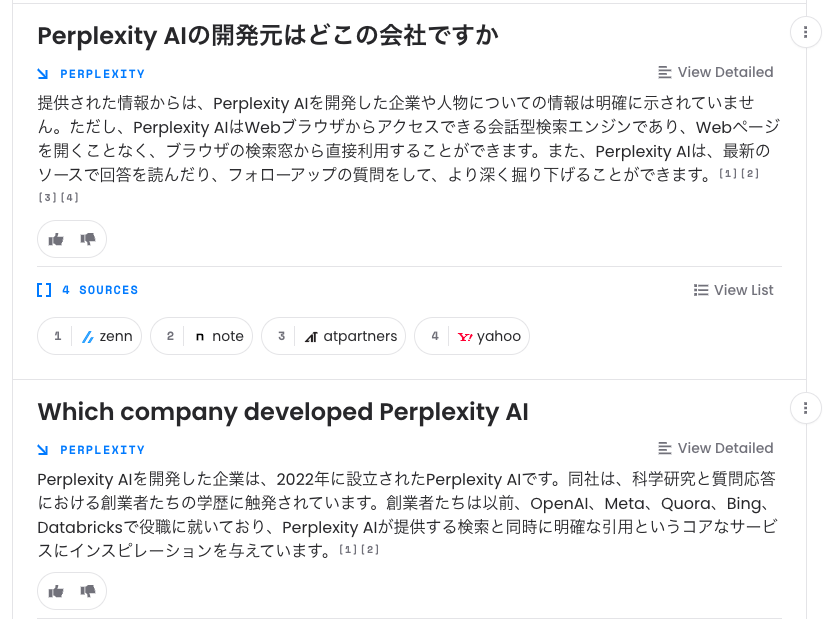 Perplexity AIの開発元はどこの会社ですか
PERPLEXITY
View Detailed
提供された情報からは、Perplexity AIを開発した企業や人物についての情報は明確に示されていませ
ん。ただし、Perplexity AIはWebブラウザからアクセスできる会話型検索エンジンであり、Webページ
を開くことなく、ブラウザの検索窓から直接利用することができます。また、Perplexity AIは、最新の
ソースで回答を読んだり、フォローアップの質問をして、より深く掘り下げることができます。[1][2]
[3][4]
4 SOURCES
View List
1 zenn 2 note 3 atpartners 4 yahoo
Which company developed Perplexity AI
PERPLEXITY
View Detailed
Perplexity AIを開発した企業は、2022年に設立されたPerplexity AIです。同社は、科学研究と質問応答
における創業者たちの学歴に触発されています。創業者たちは以前、OpenAI、Meta、Quora、Bing、
Databricksで役職に就いており、Perplexity AIが提供する検索と同時に明確な引用というコアなサービ
スにインスピレーションを与えています。[1][2]